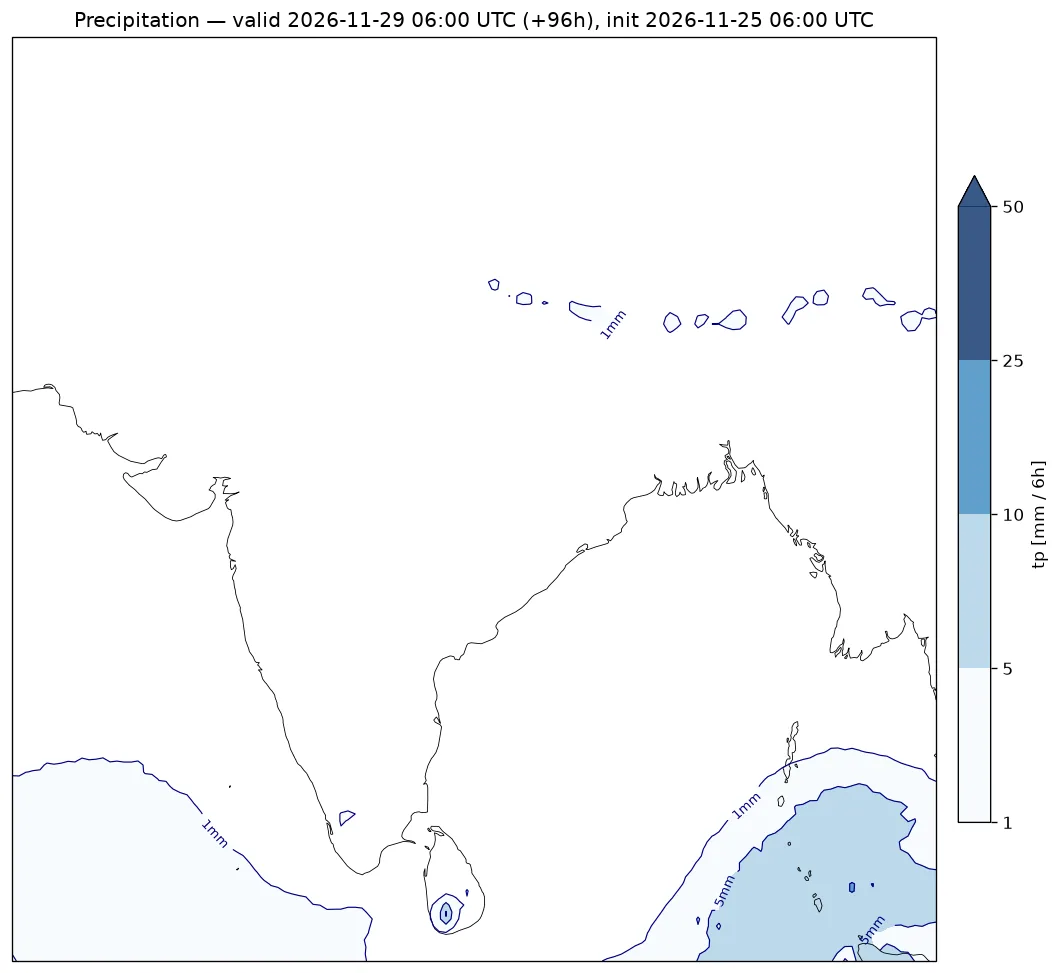 Precipitation — valid 2026-11-29 06:00 UTC (+96h), init 2026-11-25 06:00 UTC
50
25
10
5
1
tp [mm / 6h]
1mm
1mm
1mm
5mm
5mm